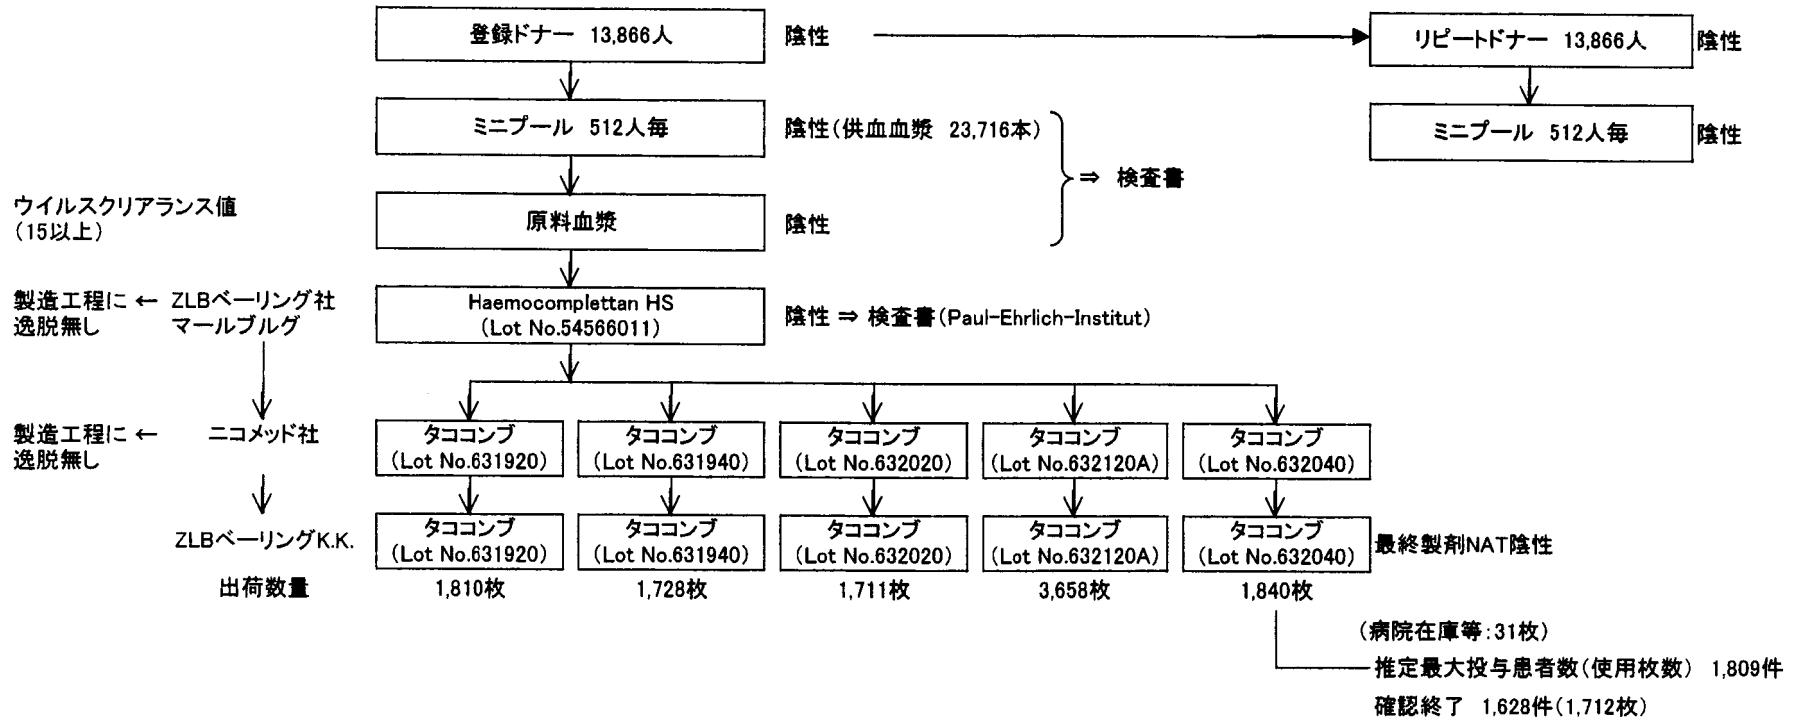 登録ドナー 13,866人
陰性
リピートドナー 13,866人
陰性
ミニプール 512人毎
陰性(供血血漿 23,716本)
ミニプール 512人毎
陰性
⇒ 検査書
ウイルスクリアランス値
(15以上)
原料血漿
陰性
製造工程に ← ZLBベーリング社
逸脱無し マールブルグ
Haemocomplettan HS
(Lot No.54566011)
陰性 ⇒ 検査書(Paul-Ehrlich-Institut)
製造工程に ← ニコメッド社
逸脱無し
タココンブ
(Lot No.631920)
タココンブ
(Lot No.631940)
タココンブ
(Lot No.632020)
タココンブ
(Lot No.632120A)
タココンブ
(Lot No.632040)
ZLBベーリングK.K.
タココンブ
(Lot No.631920)
タココンブ
(Lot No.631940)
タココンブ
(Lot No.632020)
タココンブ
(Lot No.632120A)
タココンブ
(Lot No.632040)
最終製剤NAT陰性
出荷数量 1,810枚 1,728枚 1,711枚 3,658枚 1,840枚
(病院在庫等:31枚)
推定最大投与患者数(使用枚数) 1,809件
確認終了 1,628件(1,712枚)